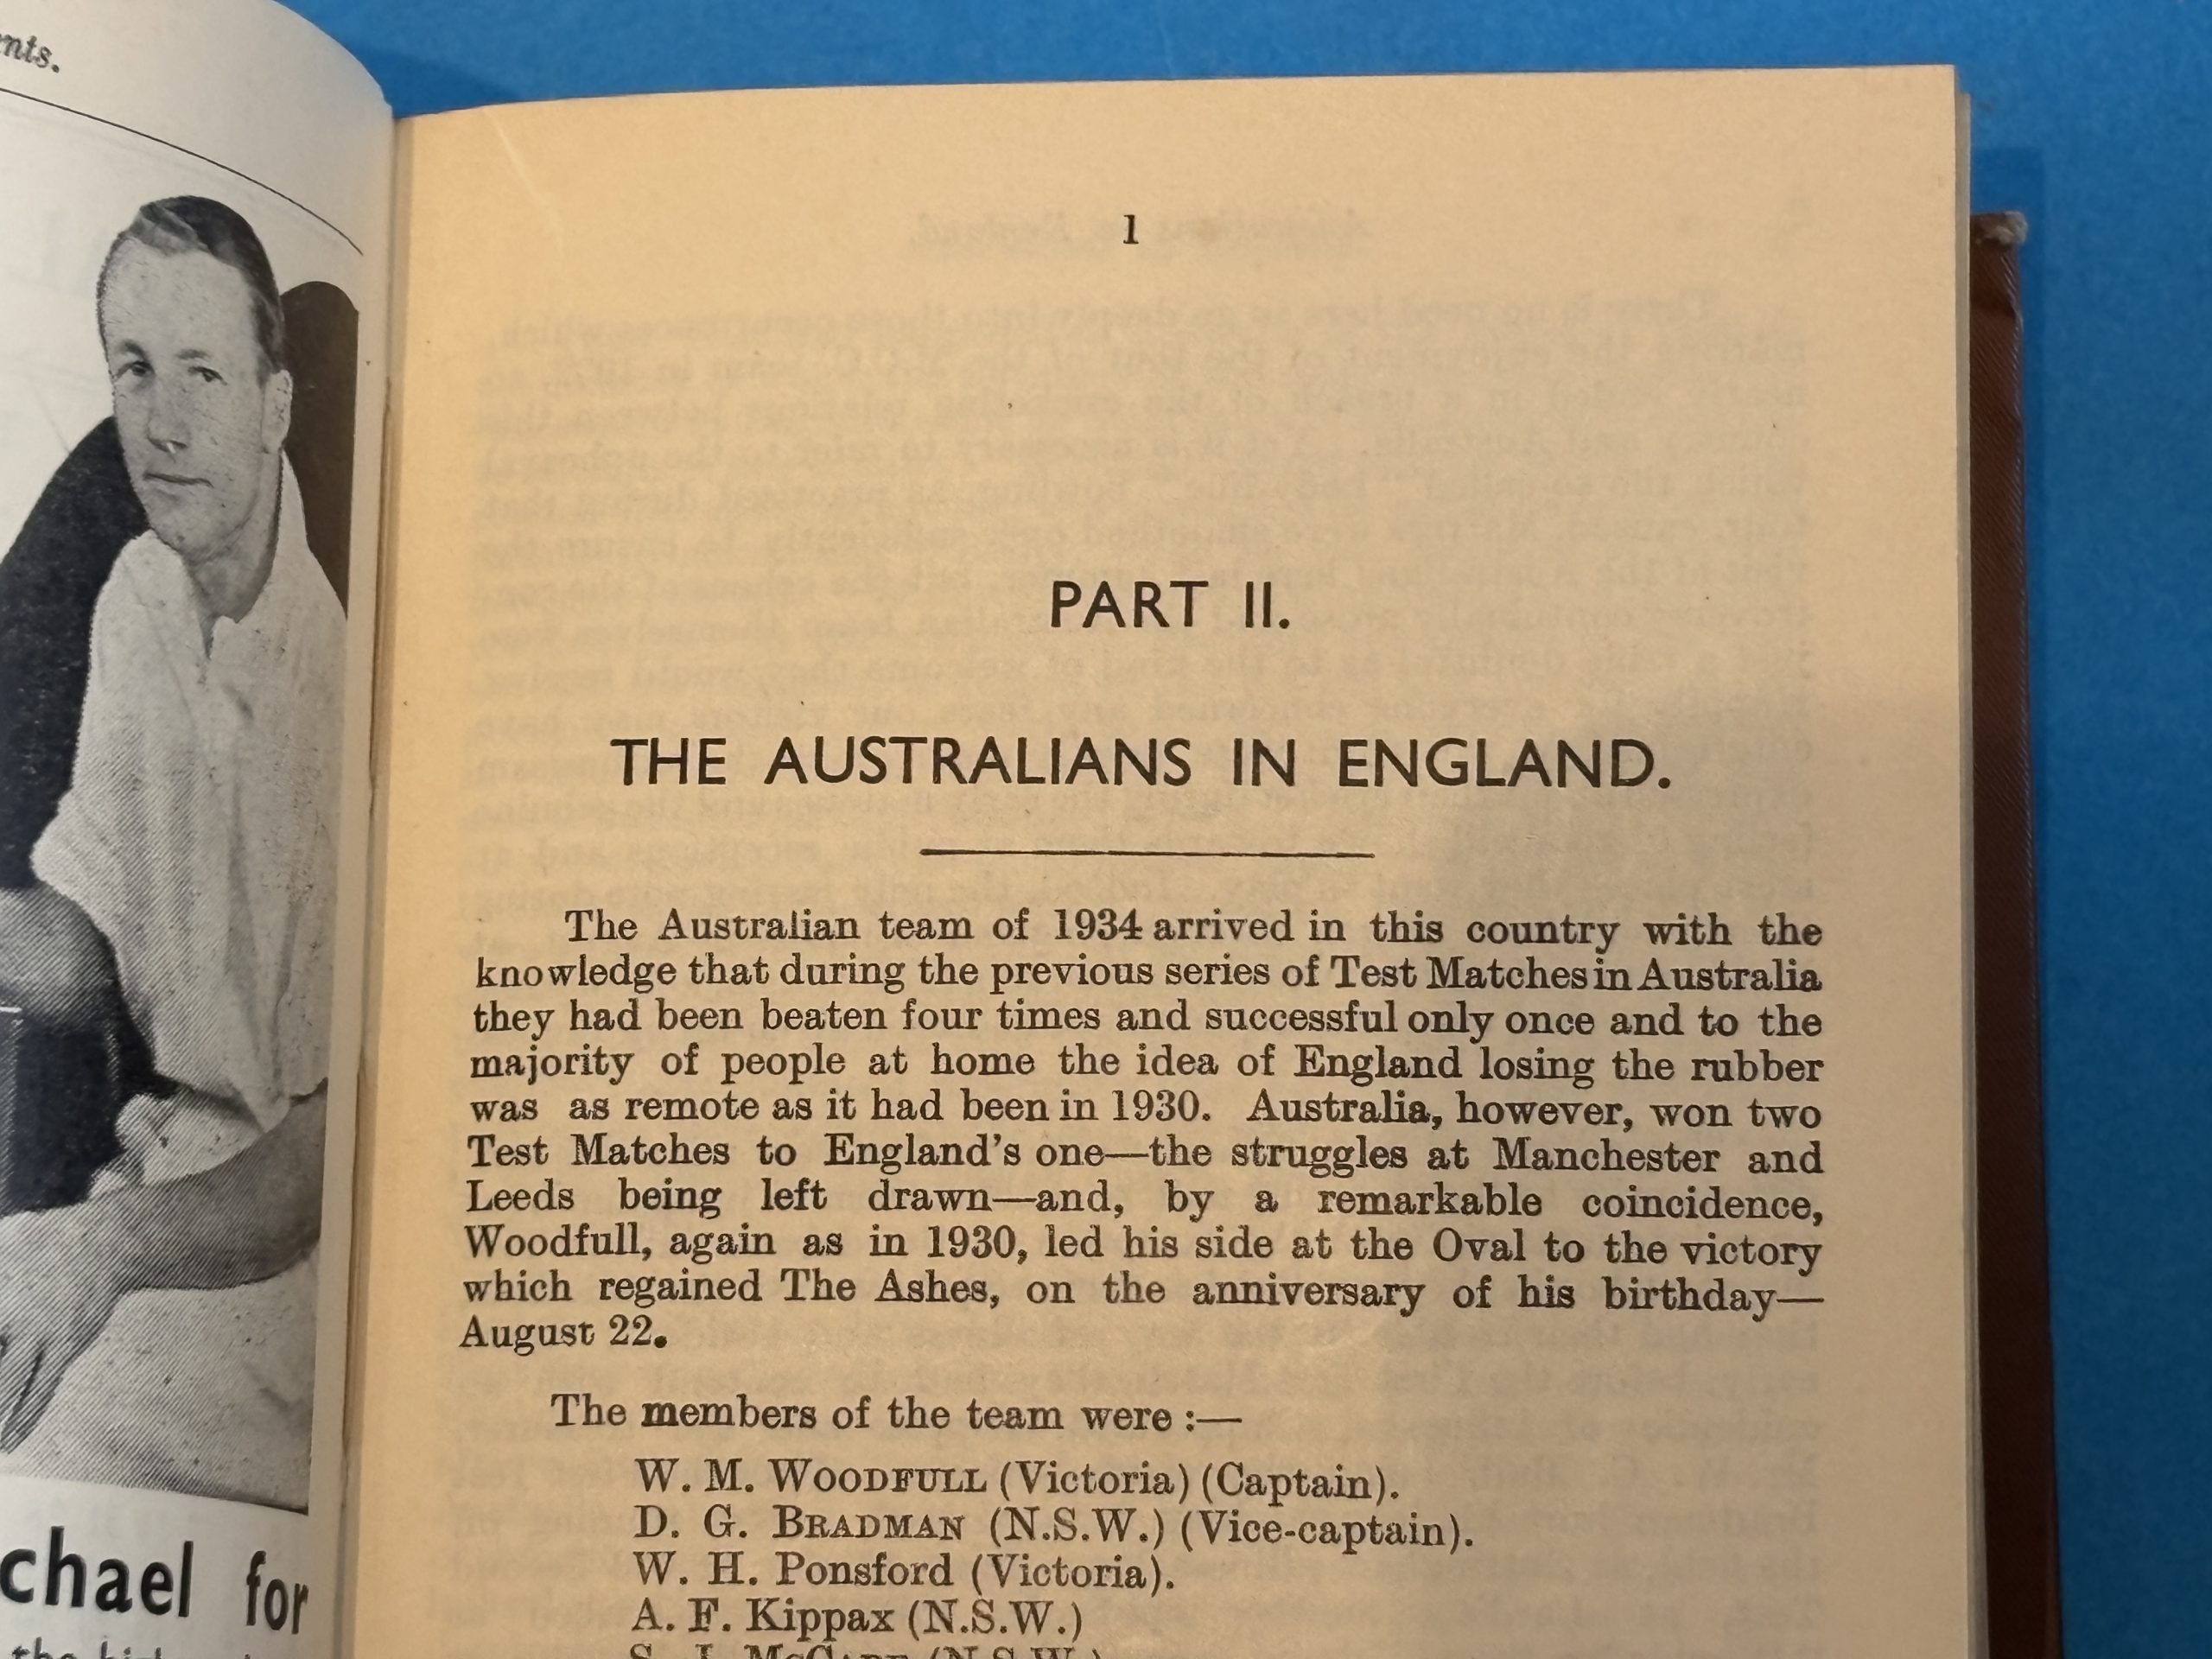 1
PART II.
THE AUSTRALIANS IN ENGLAND.
The Australian team of 1934 arrived in this country with the
knowledge that during the previous series of Test Matches in Australia
they had been beaten four times and successful only once and to the
majority of people at home the idea of England losing the rubber
was as remote as it had been in 1930. Australia, however, won two
Test Matches to England's one—the struggles at Manchester and
Leeds being left drawn—and, by a remarkable coincidence,
Woodfull, again as in 1930, led his side at the Oval to the victory
which regained The Ashes, on the anniversary of his birthday—
August 22.
The members of the team were :—
W. M. WOODFULL (Victoria) (Captain).
D. G. BRADMAN (N.S.W.) (Vice-captain).
W. H. Ponsford (Victoria).
A. F. Kippax (N.S.W.)
S. J. McCABE (N.S.W.)
for